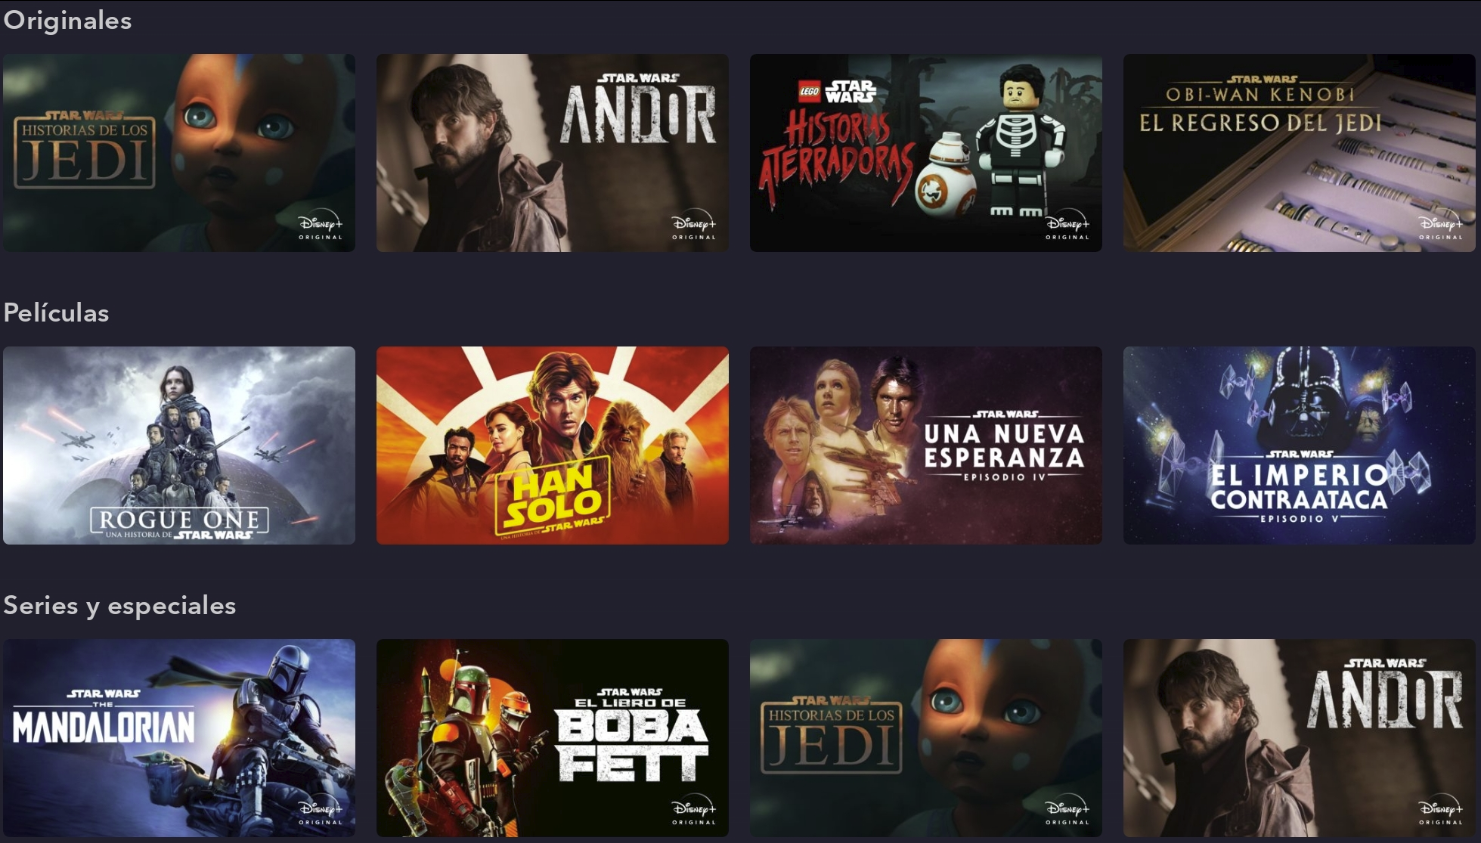 Originales
STAR WARS
HISTORIAS DE LOS
JEDI
Disney+
ORIGINAL
STAR WARS
ANDOR
Disney+
ORIGINAL
LEGO STAR WARS
HISTORIAS
ATERRADORAS
Disney+
ORIGINAL
STAR WARS
OBI-WAN KENOBI
EL REGRESO DEL JEDI
Disney+
ORIGINAL
Películas
ROGUE ONE
UNA HISTORIA DE STAR WARS
HAN
SOLO
UNA HISTORIA DE STAR WARS
STAR WARS
UNA NUEVA
ESPERANZA
EPISODIO IV
STAR WARS
EL IMPERIO
CONTRAATACA
EPISODIO V
Series y especiales
STAR WARS
THE
MANDALORIAN
Disney+
ORIGINAL
STAR WARS
EL LIBRO DE
BOBA
FETT
Disney+
ORIGINAL
STAR WARS
HISTORIAS DE LOS
JEDI
Disney+
ORIGINAL
STAR WARS
ANDOR
Disney+
ORIGINAL